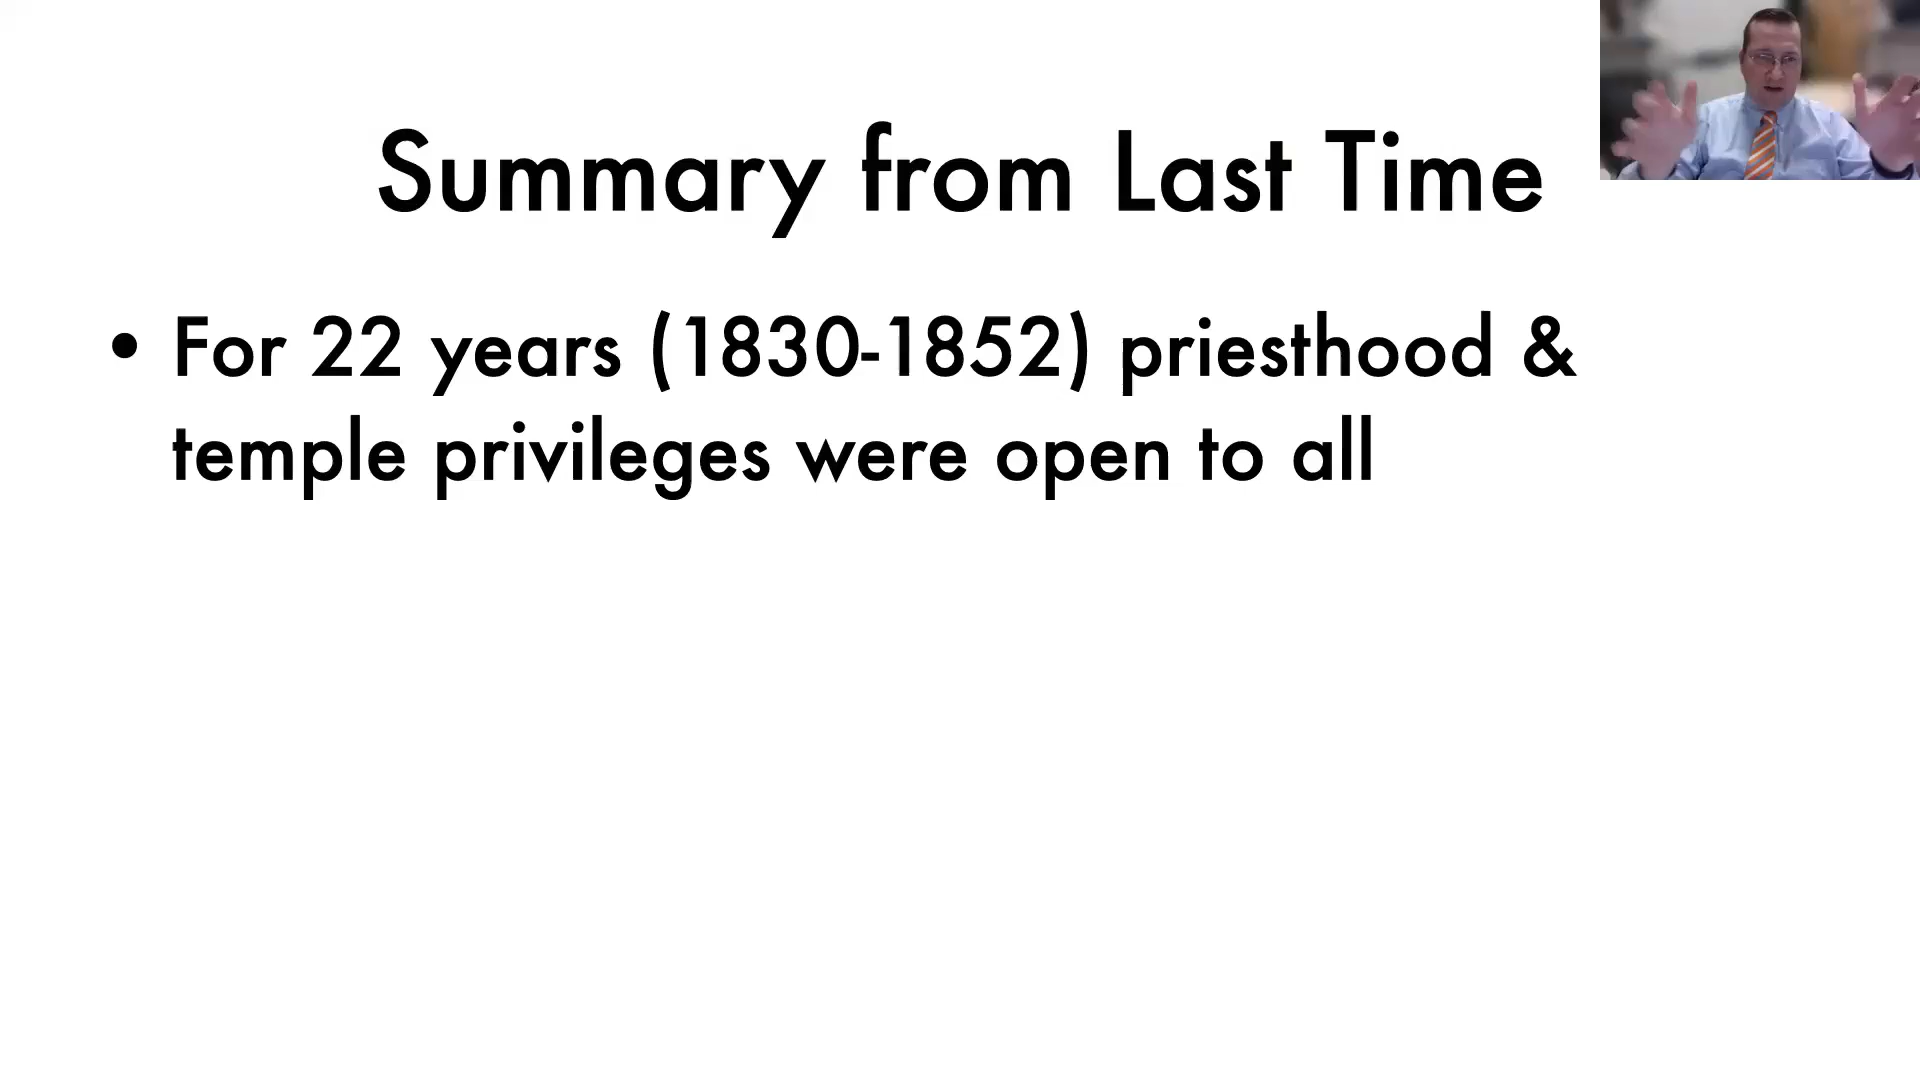 Summary from Last Time
• For 22 years (1830-1852) priesthood &
temple privileges were open to all